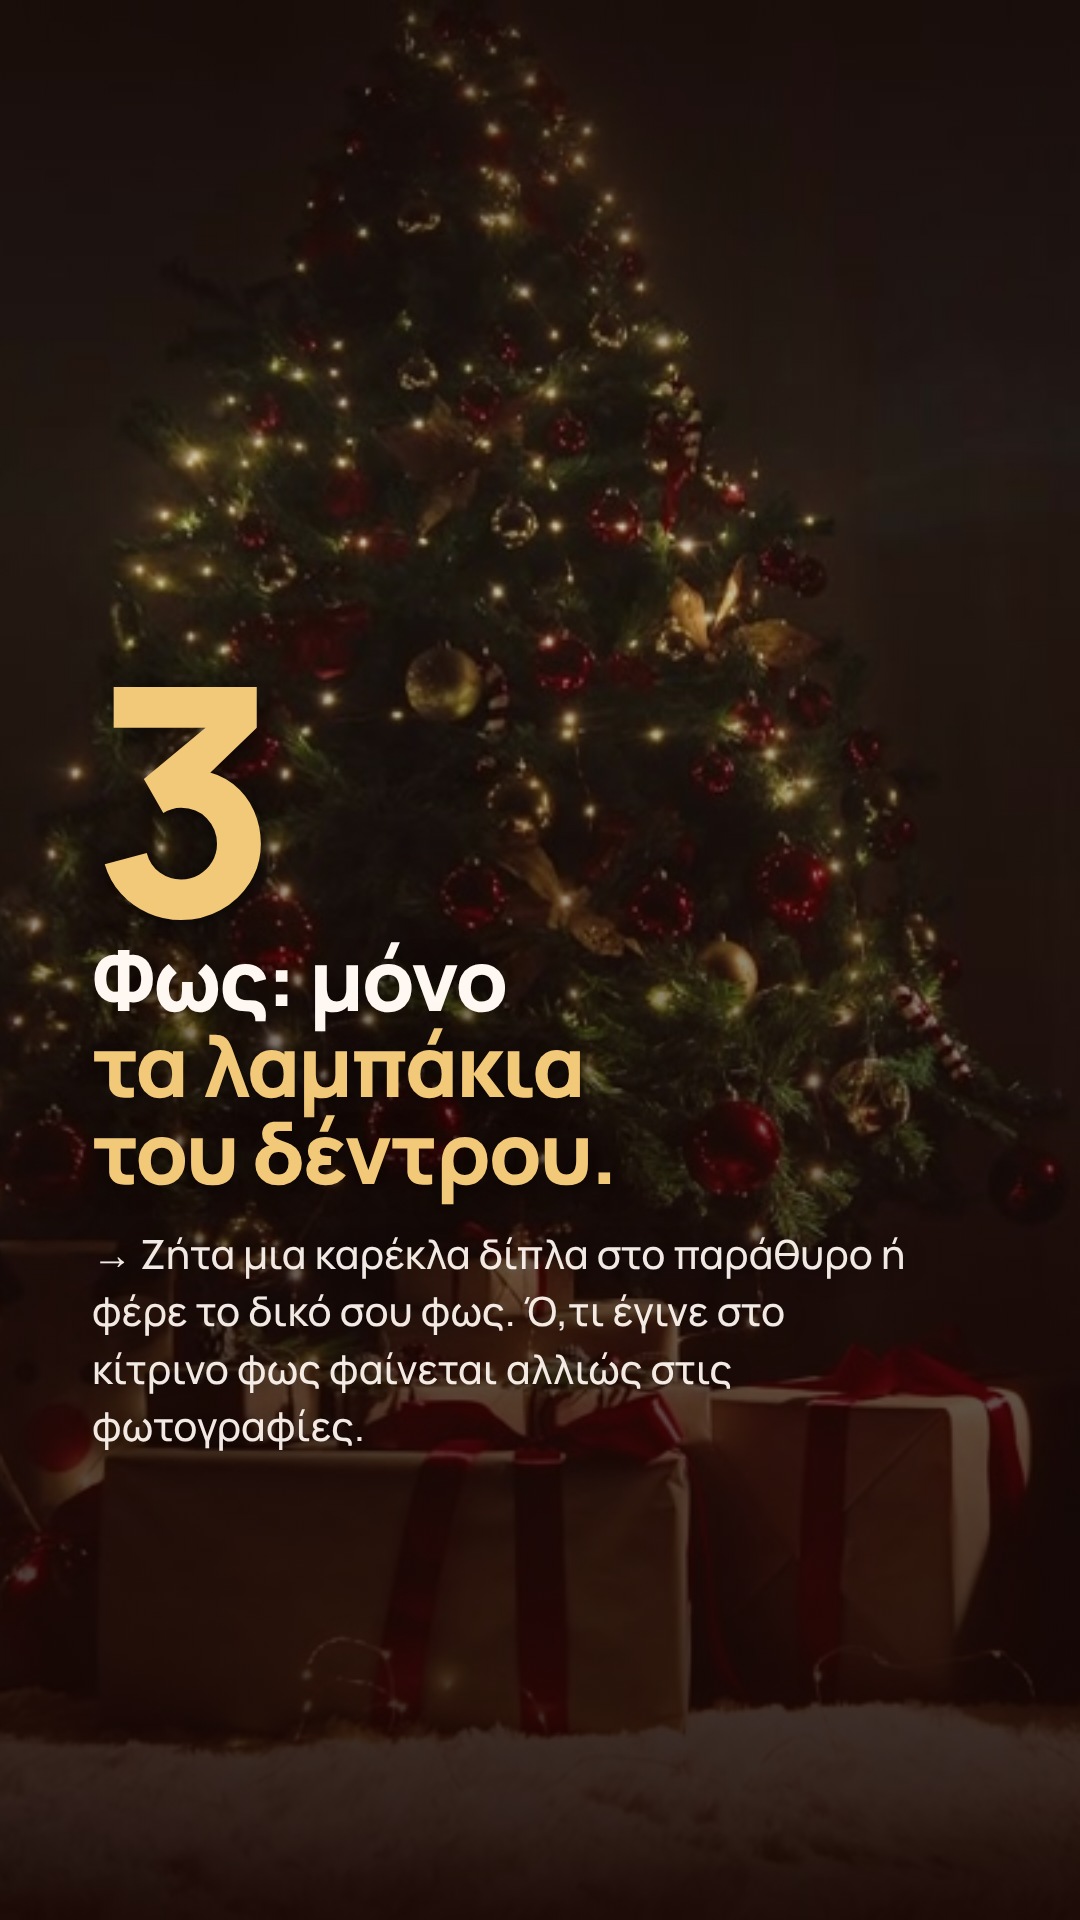 3
Φως: μόνο
τα λαμπάκια
του δέντρου.
→ Ζήτα μια καρέκλα δίπλα στο παράθυρο ή
φέρε το δικό σου φως. Ό,τι έγινε στο
κίτρινο φως φαίνεται αλλιώς στις
φωτογραφίες.